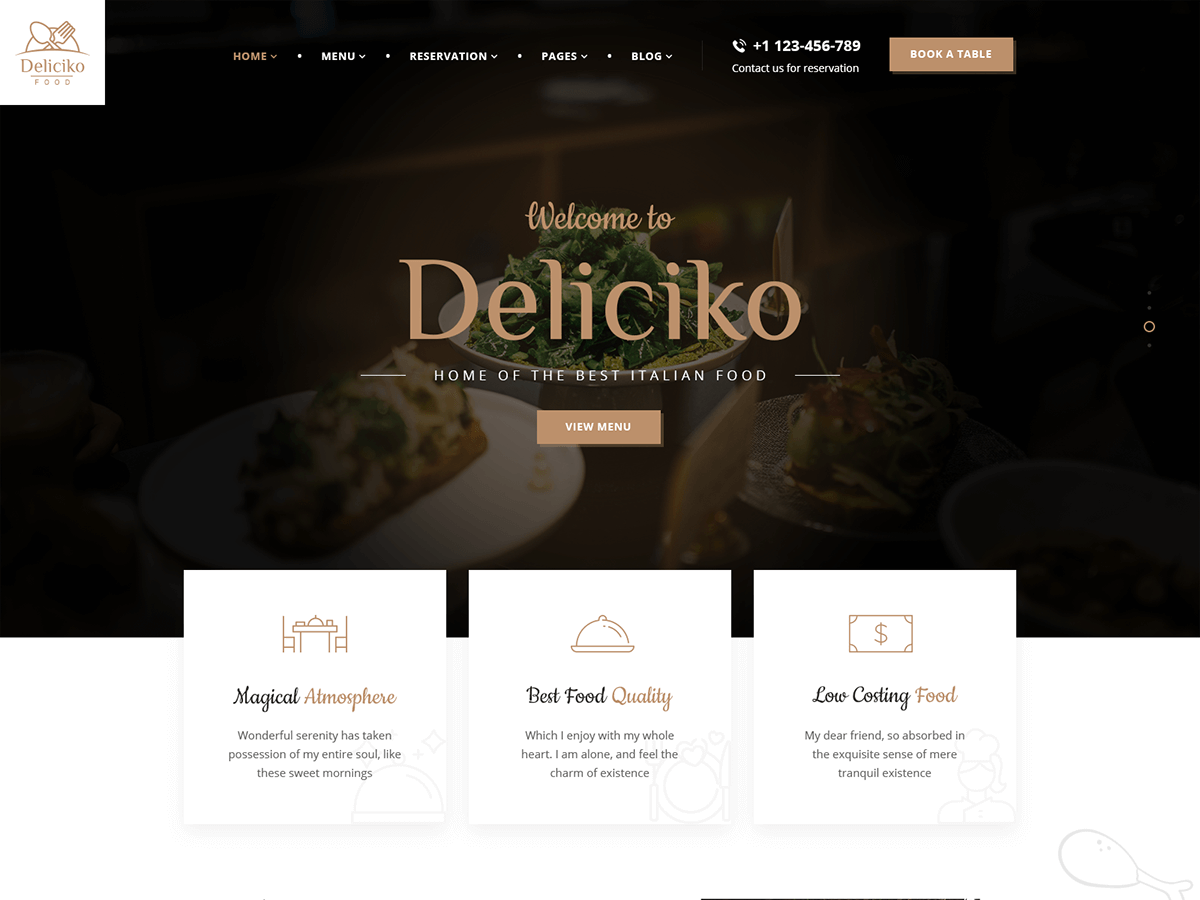 Deliciko
FOOD
HOME
MENU
RESERVATION
PAGES
BLOG
+1 123-456-789
Contact us for reservation
BOOK A TABLE
Welcome to
Deliciko
HOME OF THE BEST ITALIAN FOOD
VIEW MENU
Magical Atmosphere
Wonderful serenity has taken
possession of my entire soul, like
these sweet mornings
Best Food Quality
Which I enjoy with my whole
heart. I am alone, and feel the
charm of existence
$
Low Costing Food
My dear friend, so absorbed in
the exquisite sense of mere
tranquil existence